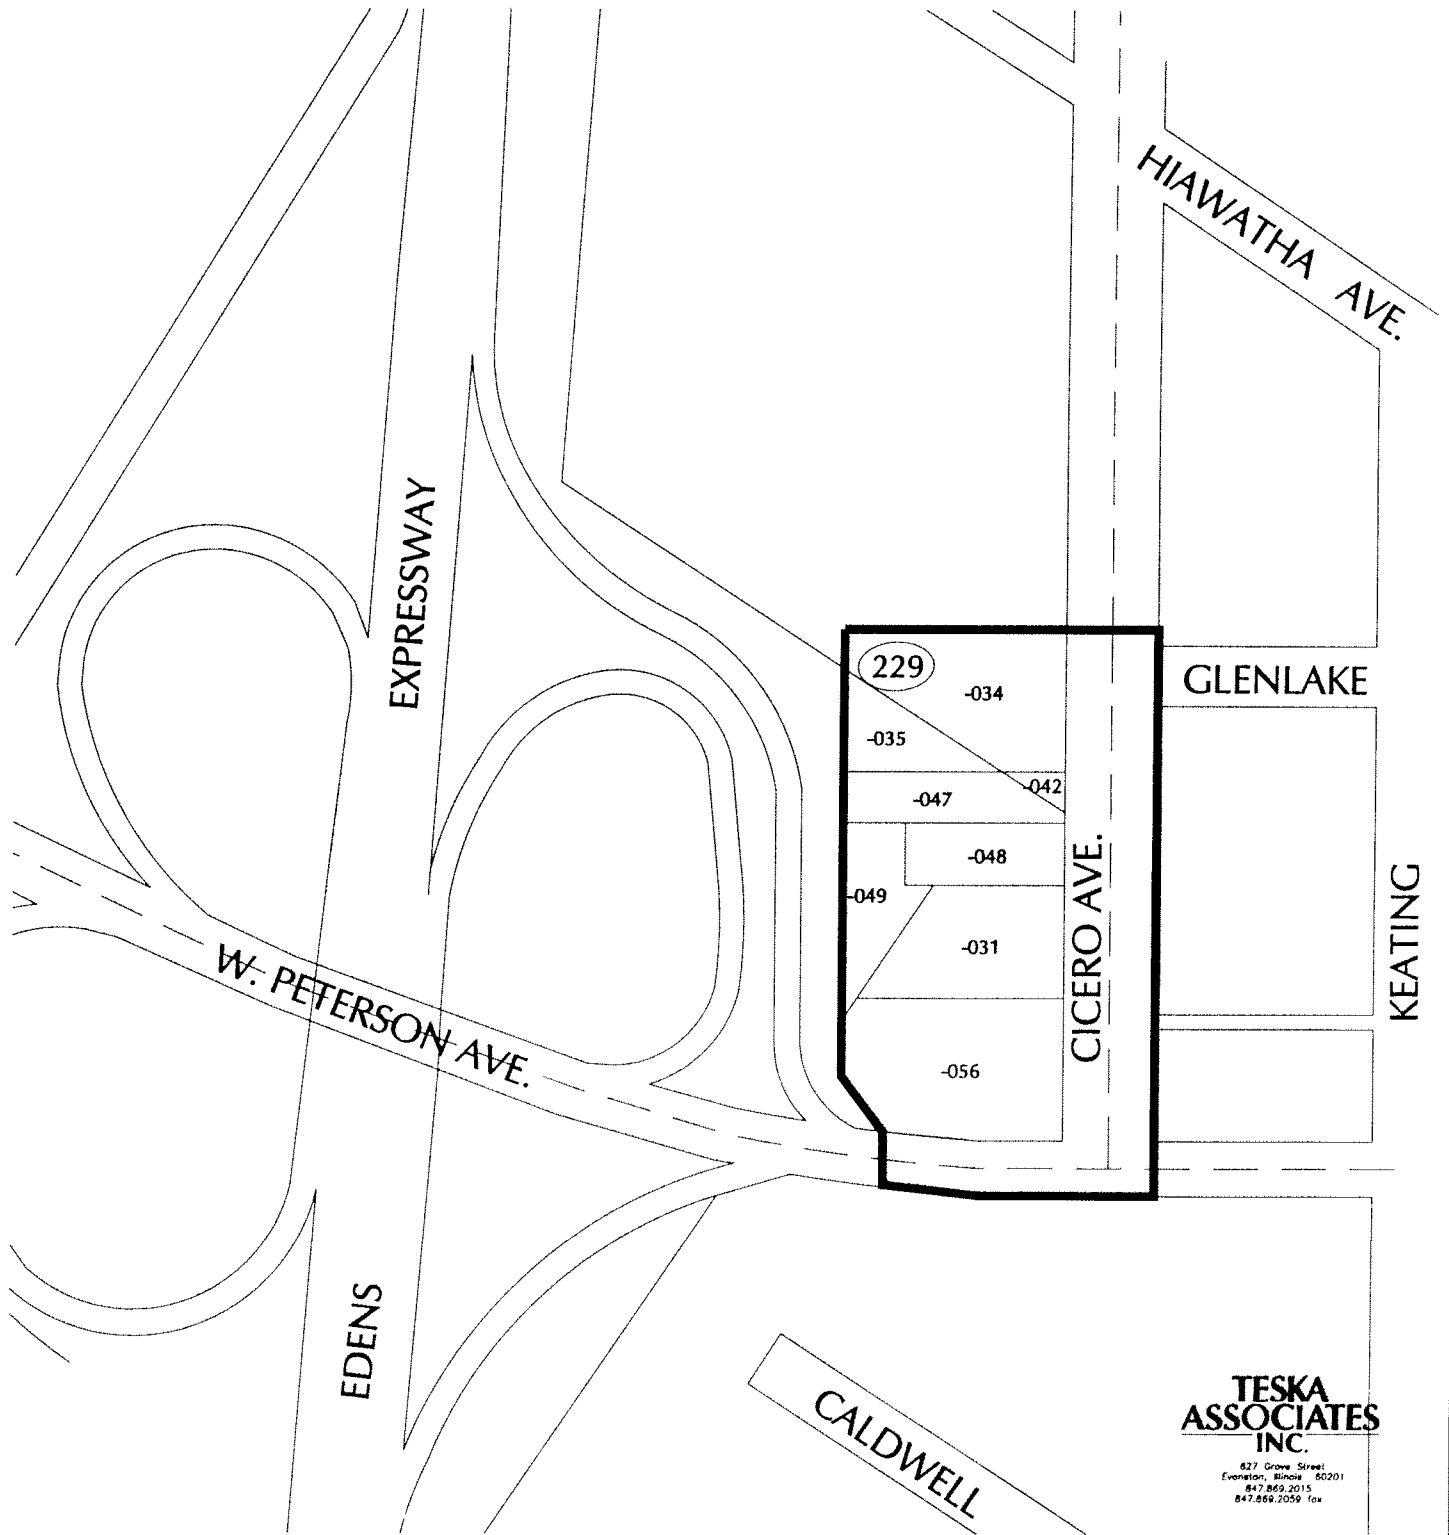 HIAWATHA AVE.
EXPRESSWAY
229
-034
GLENLAKE
-035
-042
-047
-048
CICERO AVE.
-049
KEATING
-031
W. PETERSON AVE.
-056
EDENS
CALDWELL
TESKA
ASSOCIATES
INC.
627 Grove Street
Evanston, Illinois 60201
847.869.2015
847.869.2059 fax